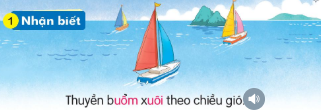 1 Nhận biết
Thuyền buồm xuôi theo chiều gió.